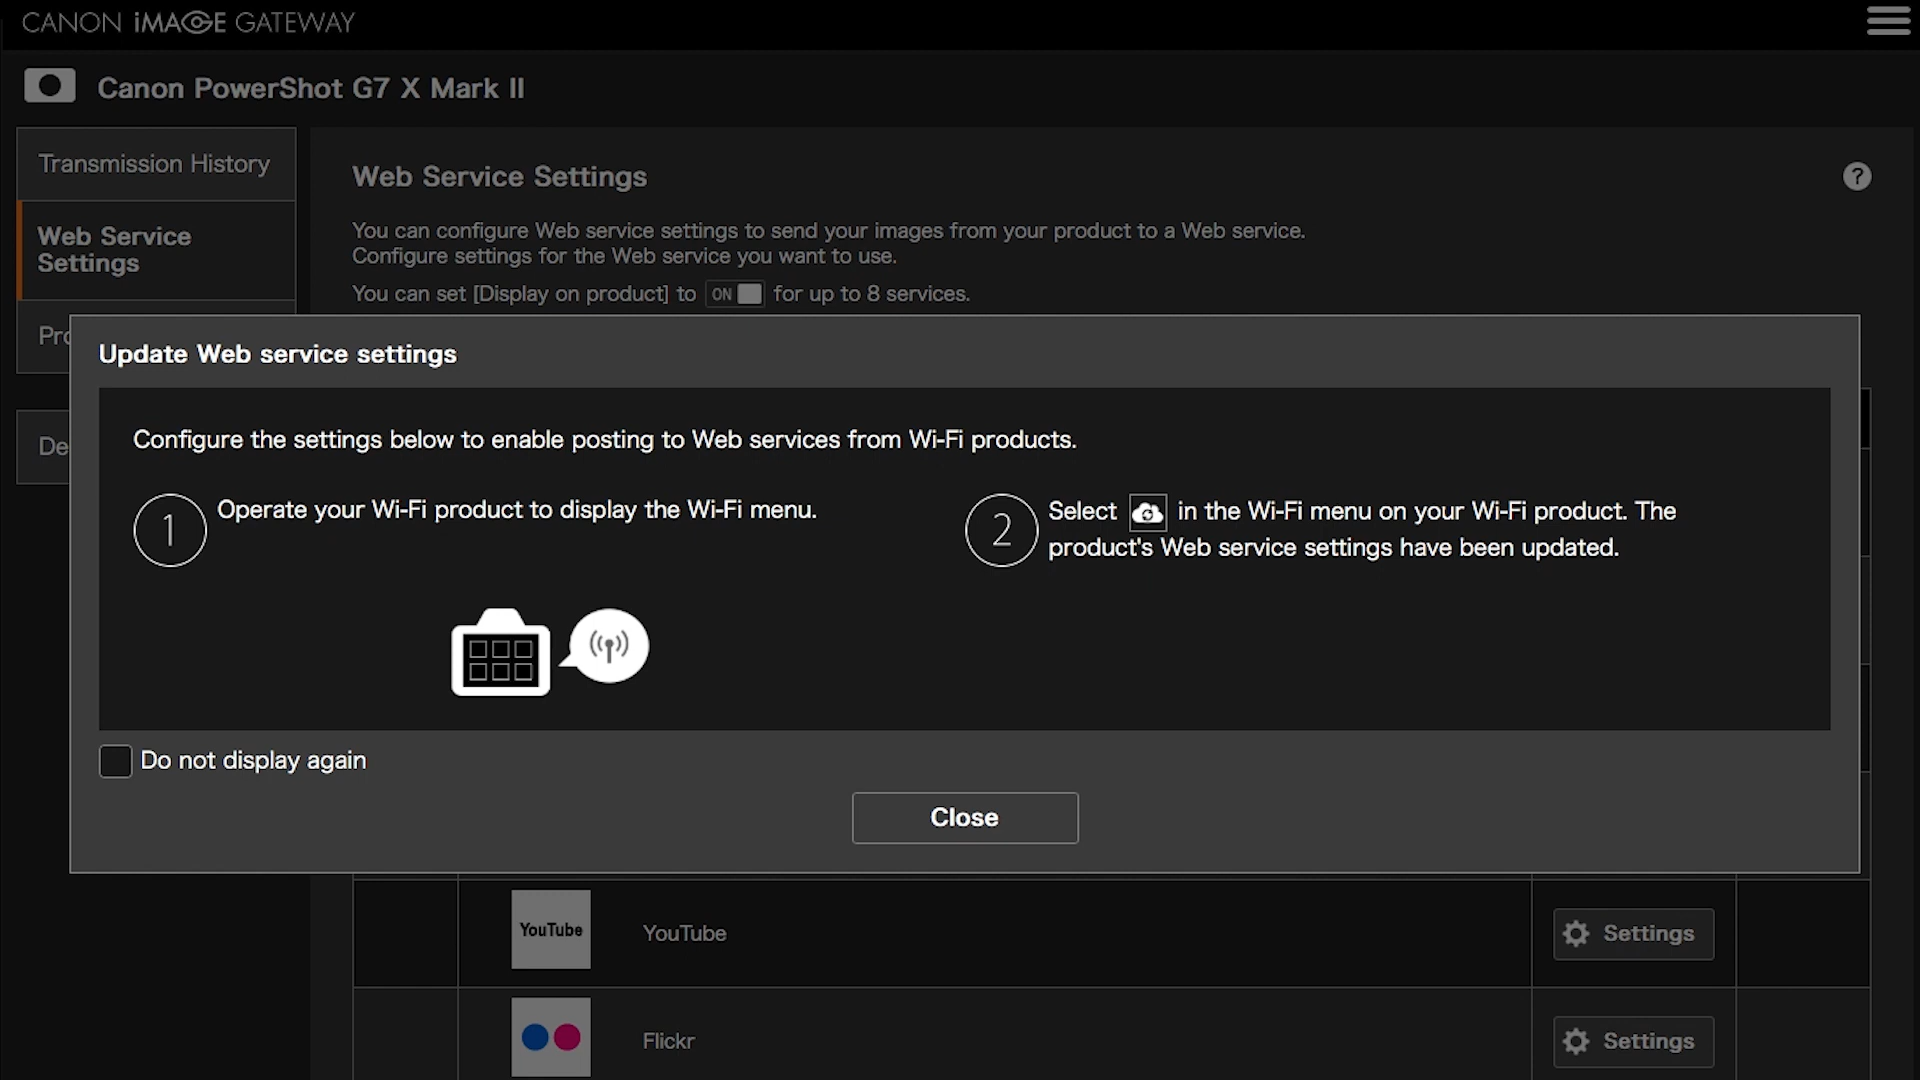 CANON iMAGE GATEWAY
Canon PowerShot G7 X Mark II
Transmission History
Web Service
Settings
Pro
De
Web Service Settings
?
You can configure Web service settings to send your images from your product to a Web service.
Configure settings for the Web service you want to use.
You can set [Display on product] to ON for up to 8 services.
Update Web service settings
Configure the settings below to enable posting to Web services from Wi-Fi products.
1 Operate your Wi-Fi product to display the Wi-Fi menu.
2 Select in the Wi-Fi menu on your Wi-Fi product. The
product's Web service settings have been updated.
Do not display again
Close
YouTube YouTube Settings
Flickr Settings